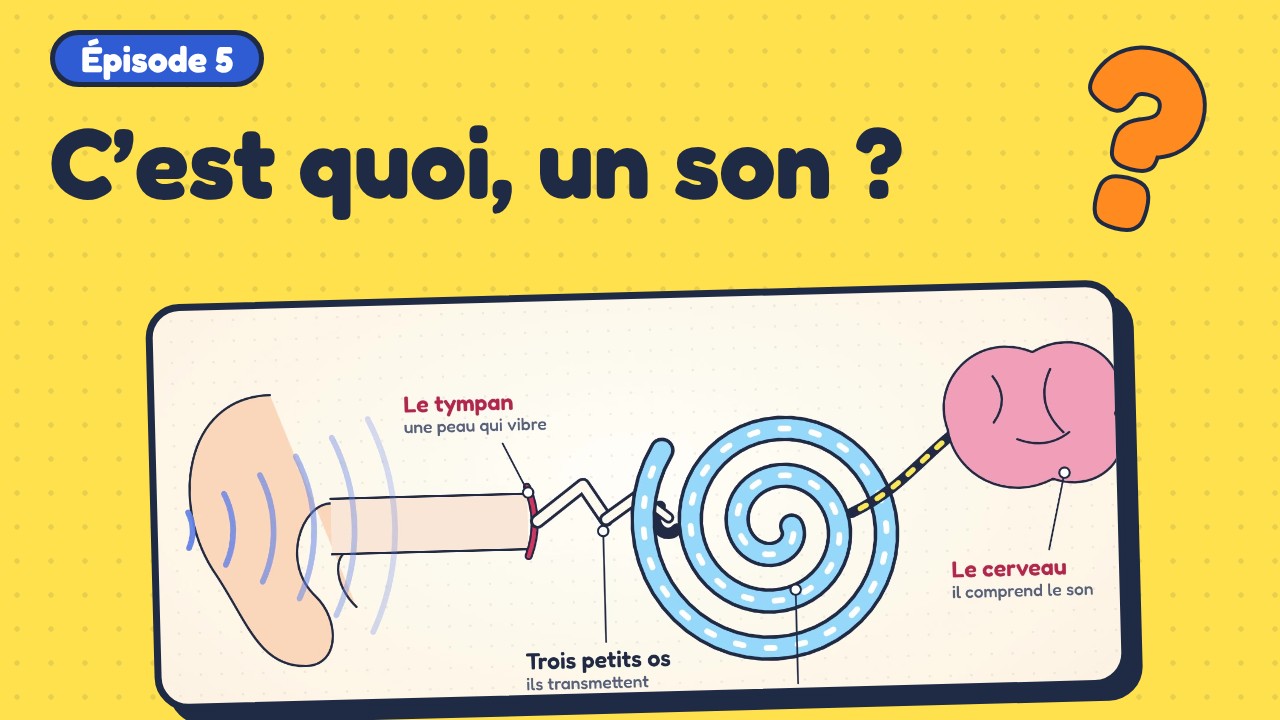 Épisode 5
C’est quoi, un son ?
?
Le tympan
une peau qui vibre
Le cerveau
il comprend le son
Trois petits os
ils transmettent